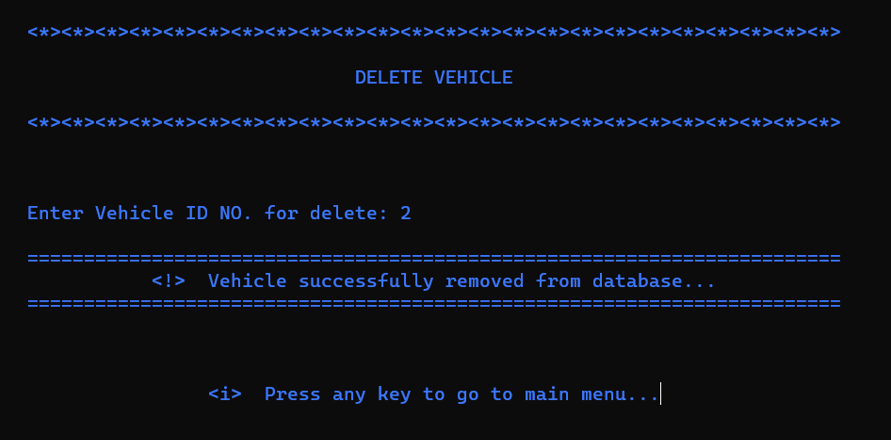 <*><*><*><*><*><*><*><*><*><*><*><*><*><*><*><*><*><*><*><*><*><*><*><*>
DELETE VEHICLE
<*><*><*><*><*><*><*><*><*><*><*><*><*><*><*><*><*><*><*><*><*><*><*><*>
Enter Vehicle ID NO. for delete: 2
========================================================================
<!>  Vehicle successfully removed from database...
========================================================================
<i>  Press any key to go to main menu...